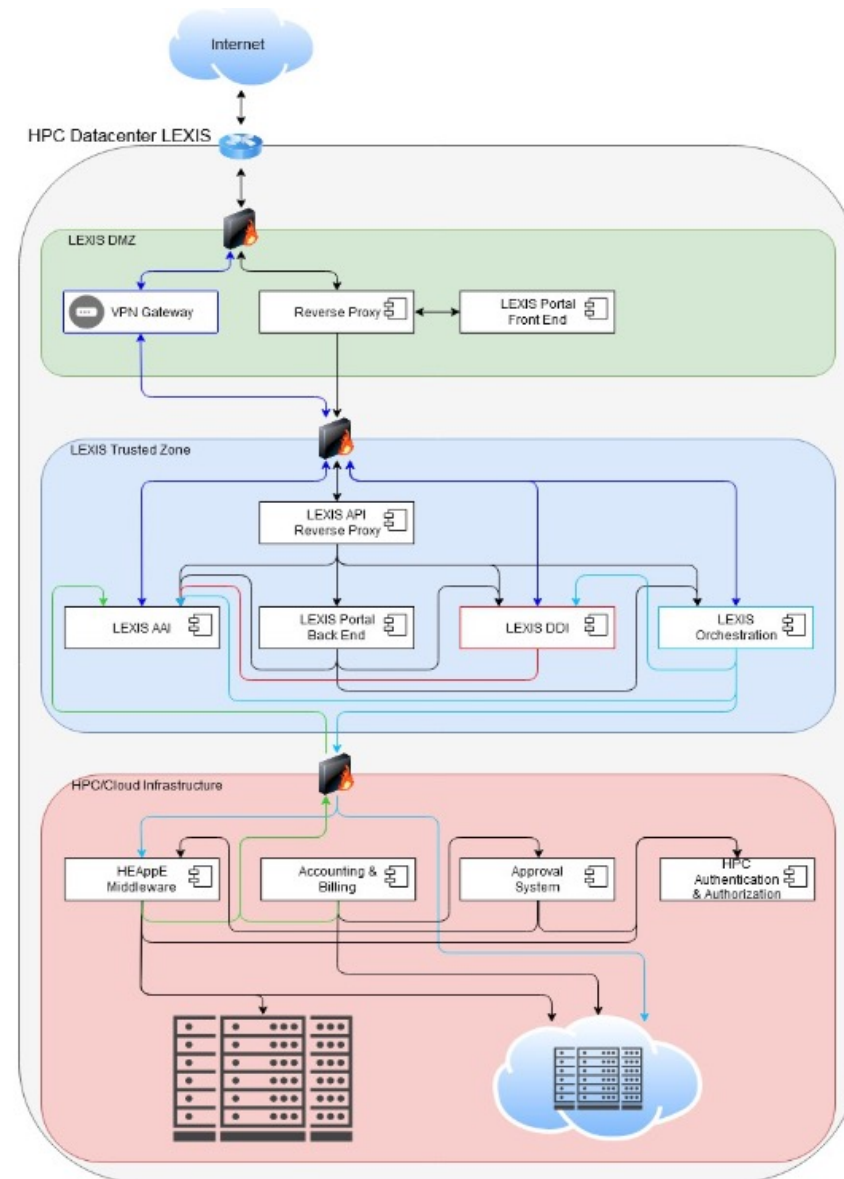 Internet
HPC Datacenter LEXIS
LEXIS DMZ
VPN Gateway
Reverse Proxy
LEXIS Portal
Front End
LEXIS Trusted Zone
LEXIS API
Reverse Proxy
LEXIS AAI
LEXIS Portal
Back End
LEXIS DDI
LEXIS
Orchestration
HPC/Cloud Infrastructure
HEAppE
Middleware
Accounting &
Billing
Approval
System
HPC
Authentication
& Authorization